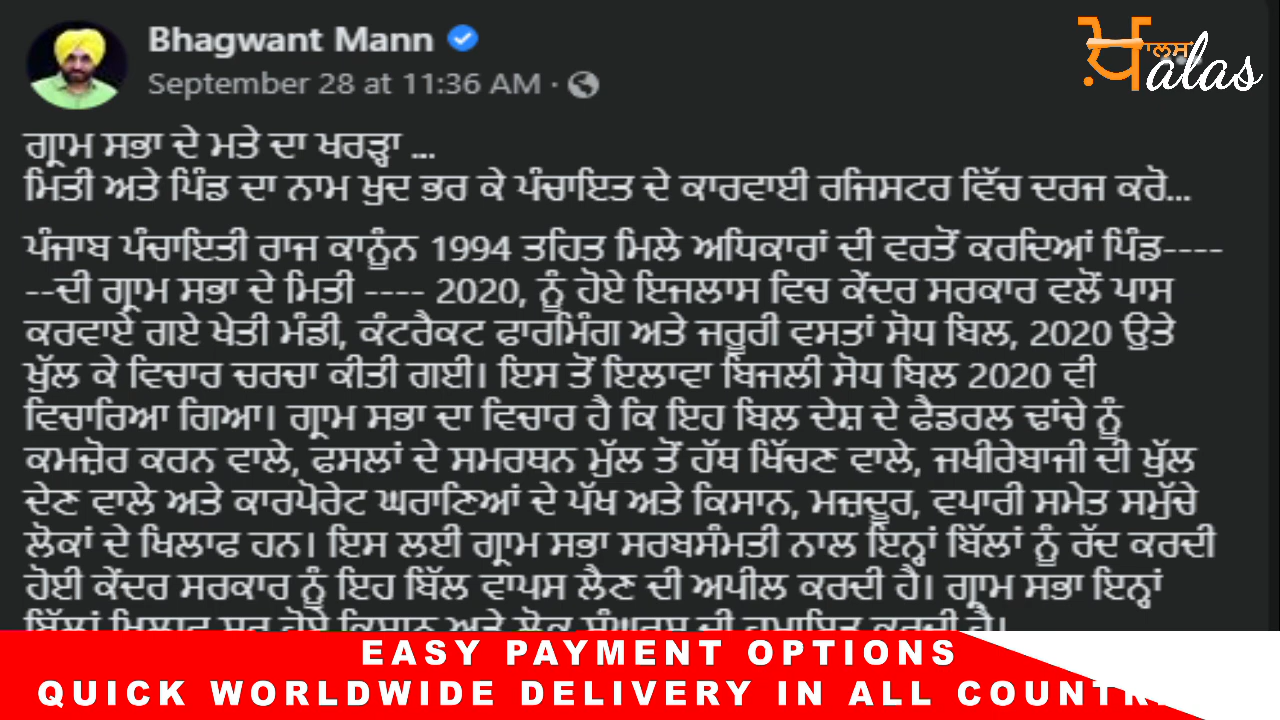 Bhagwant Mann
September 28 at 11:36 AM ·
ਖ਼ਾਲਸ alas
ਗ੍ਰਾਮ ਸਭਾ ਦੇ ਮਤੇ ਦਾ ਖਰੜ੍ਹਾ ...
ਮਿਤੀ ਅਤੇ ਪਿੰਡ ਦਾ ਨਾਮ ਖੁਦ ਭਰ ਕੇ ਪੰਚਾਇਤ ਦੇ ਕਾਰਵਾਈ ਰਜਿਸਟਰ ਵਿੱਚ ਦਰਜ ਕਰੋ...
ਪੰਜਾਬ ਪੰਚਾਇਤੀ ਰਾਜ ਕਾਨੂੰਨ 1994 ਤਹਿਤ ਮਿਲੇ ਅਧਿਕਾਰਾਂ ਦੀ ਵਰਤੋਂ ਕਰਦਿਆਂ ਪਿੰਡ----
--ਦੀ ਗ੍ਰਾਮ ਸਭਾ ਦੇ ਮਿਤੀ ---- 2020, ਨੂੰ ਹੋਏ ਇਜਲਾਸ ਵਿਚ ਕੇਂਦਰ ਸਰਕਾਰ ਵਲੋਂ ਪਾਸ
ਕਰਵਾਏ ਗਏ ਖੇਤੀ ਮੰਡੀ, ਕੰਟਰੈਕਟ ਫਾਰਮਿੰਗ ਅਤੇ ਜਰੂਰੀ ਵਸਤਾਂ ਸੋਧ ਬਿਲ, 2020 ਉਤੇ
ਖੁੱਲ ਕੇ ਵਿਚਾਰ ਚਰਚਾ ਕੀਤੀ ਗਈ। ਇਸ ਤੋਂ ਇਲਾਵਾ ਬਿਜਲੀ ਸੋਧ ਬਿਲ 2020 ਵੀ
ਵਿਚਾਰਿਆ ਗਿਆ। ਗ੍ਰਾਮ ਸਭਾ ਦਾ ਵਿਚਾਰ ਹੈ ਕਿ ਇਹ ਬਿਲ ਦੇਸ਼ ਦੇ ਫੈਡਰਲ ਢਾਂਚੇ ਨੂੰ
ਕਮਜ਼ੋਰ ਕਰਨ ਵਾਲੇ, ਫਸਲਾਂ ਦੇ ਸਮਰਥਨ ਮੁੱਲ ਤੋਂ ਹੱਥ ਖਿੱਚਣ ਵਾਲੇ, ਜਖੀਰੇਬਾਜੀ ਦੀ ਖੁੱਲ
ਦੇਣ ਵਾਲੇ ਅਤੇ ਕਾਰਪੋਰੇਟ ਘਰਾਣਿਆਂ ਦੇ ਪੱਖ ਅਤੇ ਕਿਸਾਨ, ਮਜ਼ਦੂਰ, ਵਪਾਰੀ ਸਮੇਤ ਸਮੁੱਚੇ
ਲੋਕਾਂ ਦੇ ਖਿਲਾਫ ਹਨ। ਇਸ ਲਈ ਗ੍ਰਾਮ ਸਭਾ ਸਰਬਸੰਮਤੀ ਨਾਲ ਇਨ੍ਹਾਂ ਬਿੱਲਾਂ ਨੂੰ ਰੱਦ ਕਰਦੀ
ਹੋਈ ਕੇਂਦਰ ਸਰਕਾਰ ਨੂੰ ਇਹ ਬਿੱਲ ਵਾਪਸ ਲੈਣ ਦੀ ਅਪੀਲ ਕਰਦੀ ਹੈ। ਗ੍ਰਾਮ ਸਭਾ ਇਨ੍ਹਾਂ
EASY PAYMENT OPTIONS
QUICK WORLDWIDE DELIVERY IN ALL COUNTR